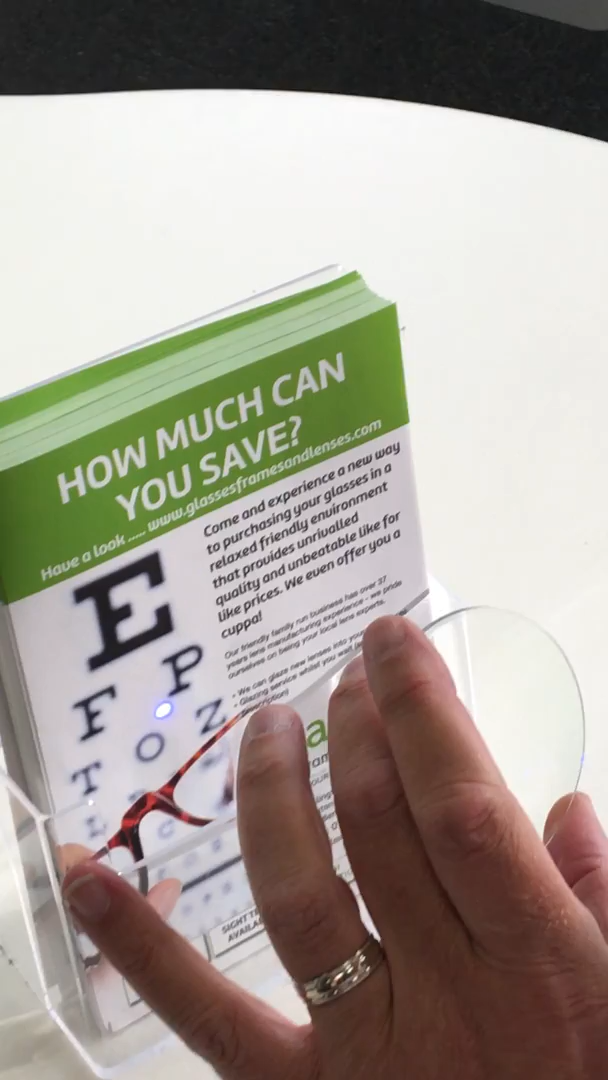 HOW MUCH CAN
YOU SAVE?
Have a look ..... www.glassesframesandlenses.com
Come and experience a new way
to purchasing your glasses in a
relaxed friendly environment
that provides unrivalled
quality and unbeatable like for
like prices. We even offer you a
cuppa!
Our friendly family run business has over 37
years lens manufacturing experience - we pride
ourselves on being your local lens experts.
• We can glaze new lenses into your
• Glazing service whilst you wait
E
F P
T O Z
L
SIGHT
AVAILA